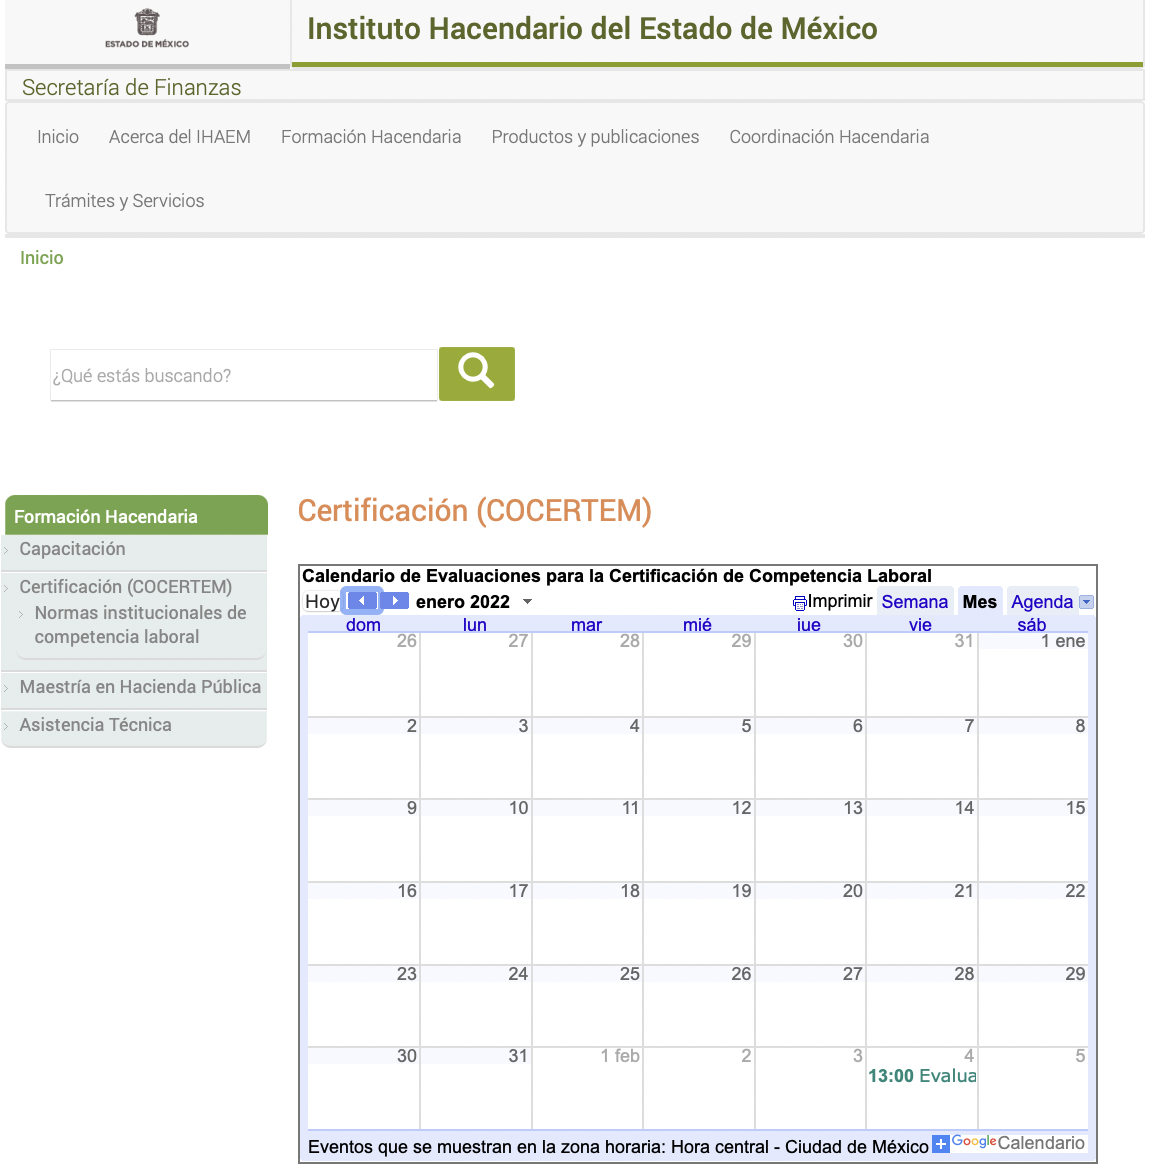 ESTADO DE MÉXICO
Instituto Hacendario del Estado de México
Secretaría de Finanzas
Inicio Acerca del IHAEM Formación Hacendaria Productos y publicaciones Coordinación Hacendaria
Trámites y Servicios
Inicio
¿Qué estás buscando?
Formación Hacendaria
Capacitación
Certificación (COCERTEM)
Normas institucionales de
competencia laboral
Maestría en Hacienda Pública
Asistencia Técnica
Certificación (COCERTEM)
Calendario de Evaluaciones para la Certificación de Competencia Laboral
Hoy enero 2022 Imprimir Semana Mes Agenda
dom lun mar mié jue vie sáb
26 27 28 29 30 31 1 ene
2 3 4 5 6 7 8
9 10 11 12 13 14 15
16 17 18 19 20 21 22
23 24 25 26 27 28 29
30 31 1 feb 2 3 4 5
13:00 Evalua
Eventos que se muestran en la zona horaria: Hora central - Ciudad de México Google Calendario